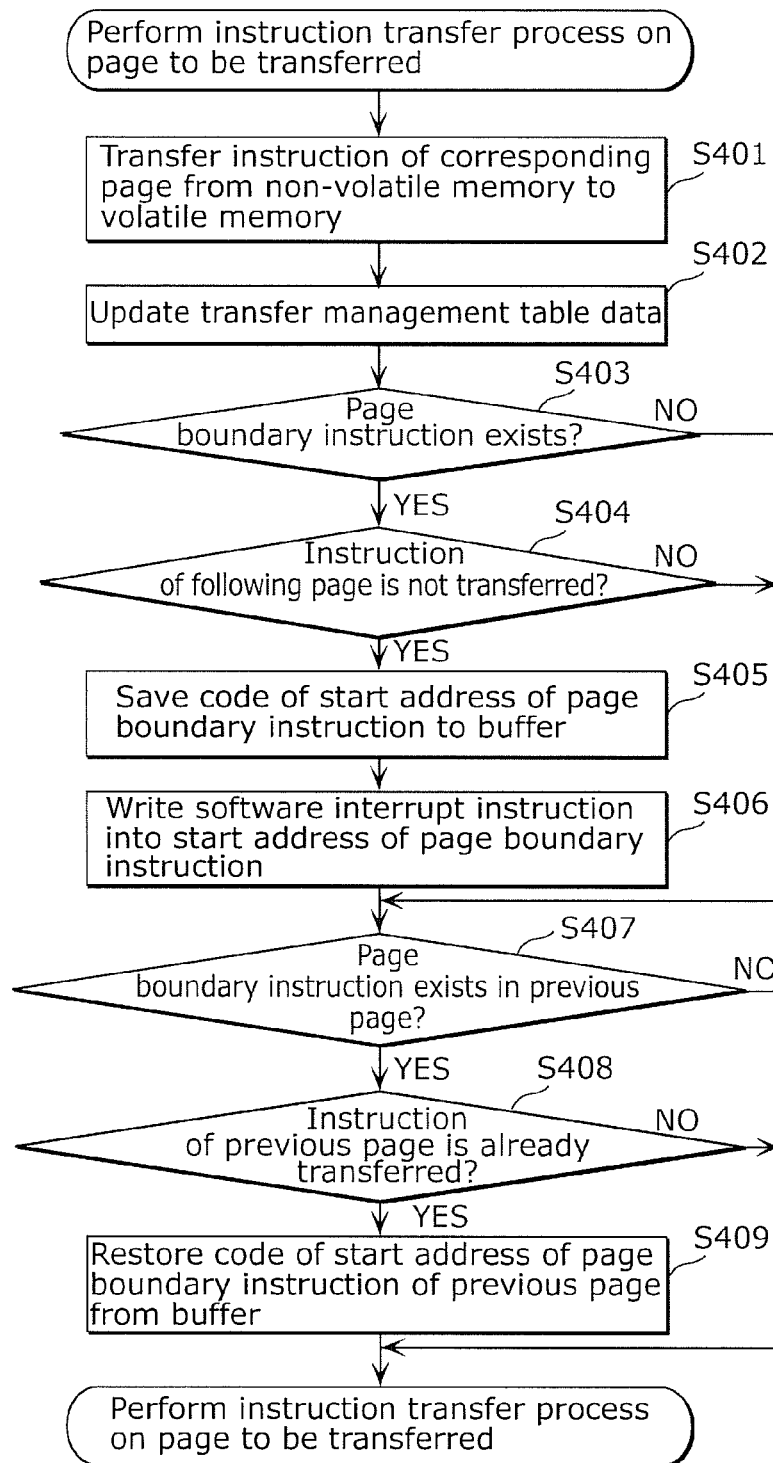 Perform instruction transfer process on
page to be transferred
Transfer instruction of corresponding
page from non-volatile memory to
volatile memory
S401
S402
Update transfer management table data
S403
Page
boundary instruction exists?
NO
YES
S404
Instruction
of following page is not transferred?
NO
YES
S405
Save code of start address of page
boundary instruction to buffer
S406
Write software interrupt instruction
into start address of page boundary
instruction
S407
Page
boundary instruction exists in previous
page?
NO
YES
S408
Instruction
of previous page is already
transferred?
NO
YES
S409
Restore code of start address of page
boundary instruction of previous page
from buffer
Perform instruction transfer process
on page to be transferred